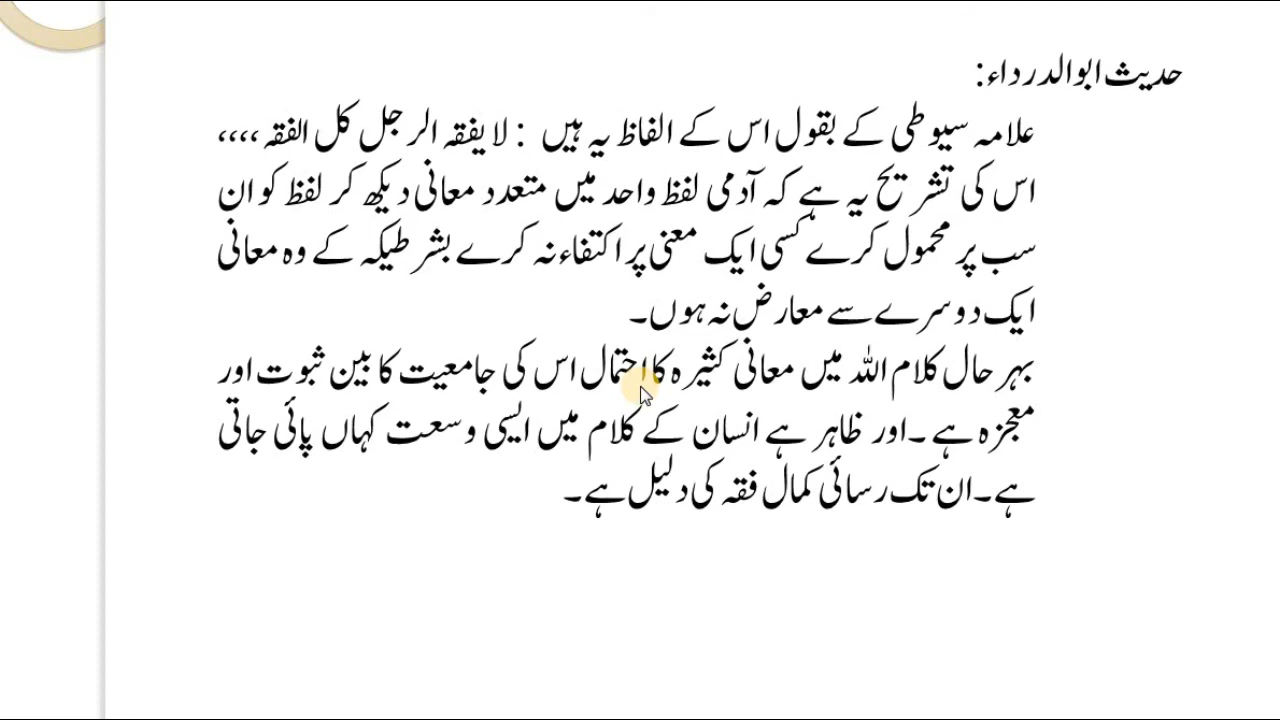 حدیث ابوالدرداء:
علامہ سیوطی کے بقول اس کے الفاظ یہ ہیں : لا یفقہ الرجل کل الفقہ ،،،،
اس کی تشریح یہ ہے کہ آدمی لفظ واحد میں متعدد معانی دیکھ کر لفظ کو ان
سب پر محمول کرے کسی ایک معنی پر اکتفاء نہ کرے بشرطیکہ کے وہ معانی
ایک دوسرے سے معارض نہ ہوں۔
بہر حال کلام اللہ میں معانی کثیرہ کا احتمال اس کی جامعیت کا بین ثبوت اور
معجزہ ہے ۔اور ظاہر ہے انسان کے کلام میں ایسی وسعت کہاں پائی جاتی
ہے۔ان تک رسائی کمال فقہ کی دلیل ہے۔